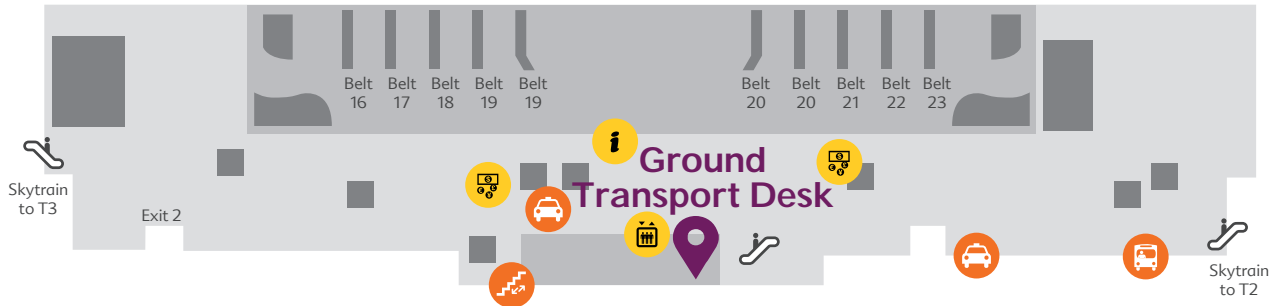 Belt
16
Belt
17
Belt
18
Belt
19
Belt
19
Belt
20
Belt
20
Belt
21
Belt
22
Belt
23
i
Ground
Transport Desk
Skytrain
to T3
Exit 2
Skytrain
to T2